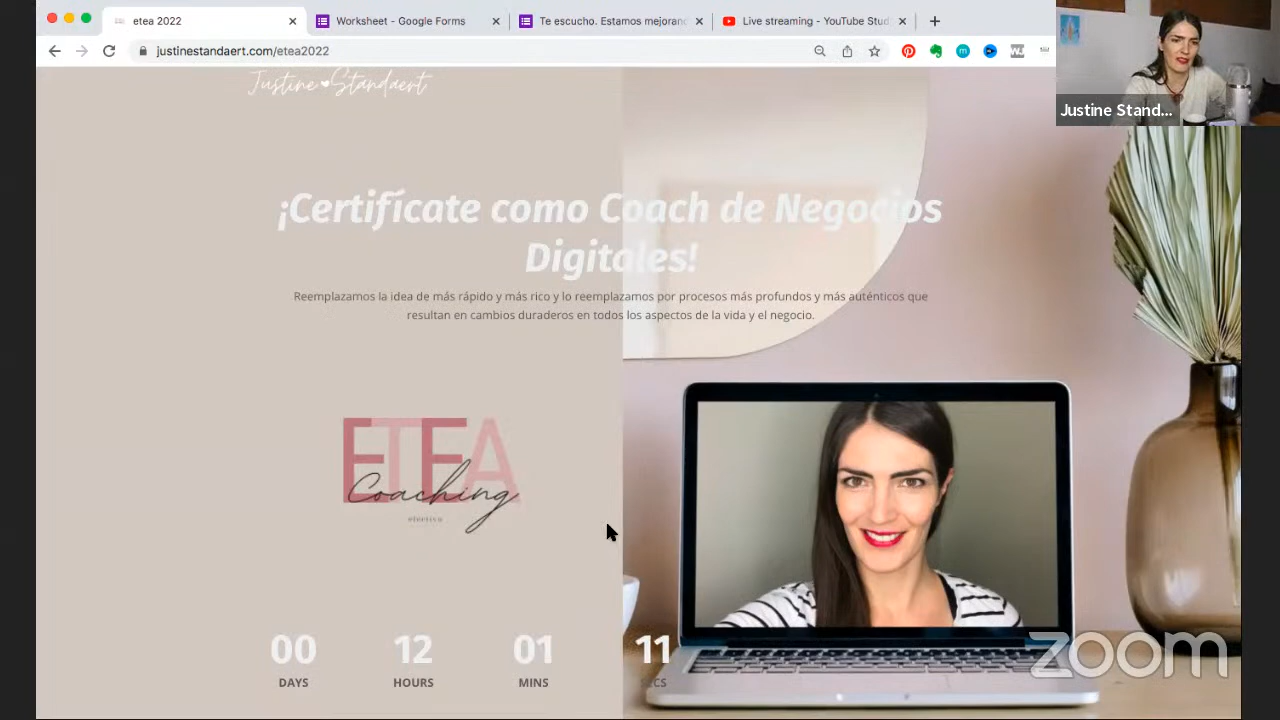 etea 2022
Worksheet - Google Forms
Te escucho. Estamos mejoran
Live streaming - YouTube Stud
justinestandaert.com/etea2022
Justine Stand...
Justine Standaert
¡Certifícate como Coach de Negocios
Digitales!
Reemplazamos la idea de más rápido y más rico y lo reemplazamos por procesos más profundos y más auténticos que
resultan en cambios duraderos en todos los aspectos de la vida y el negocio.
ETEA
Coaching
efectivo
00 12 01 11
DAYS HOURS MINS SECS
zoom